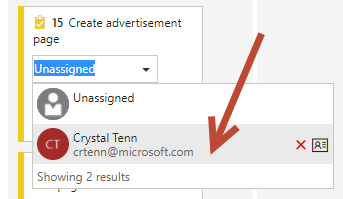 15 Create advertisement
page
Unassigned
Unassigned
CT
Crystal Tenn
crtenn@microsoft.com
Showing 2 results